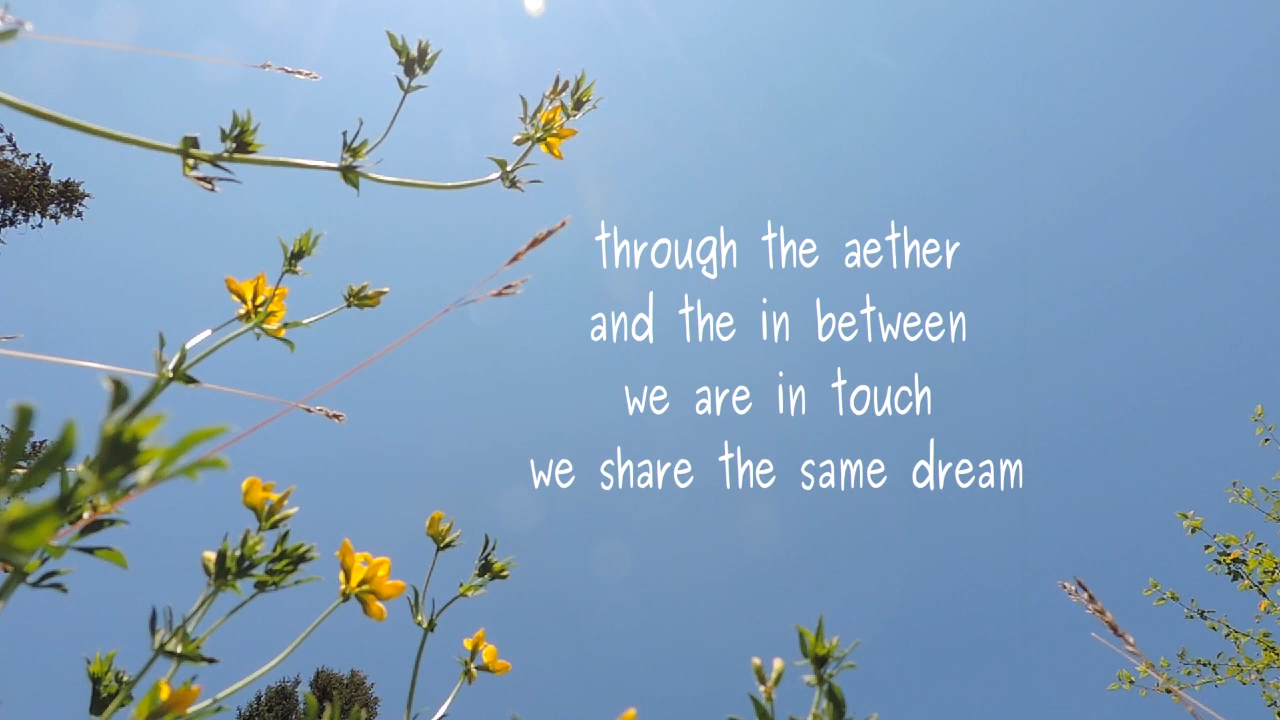 through the aether
and the in between
we are in touch
we share the same dream